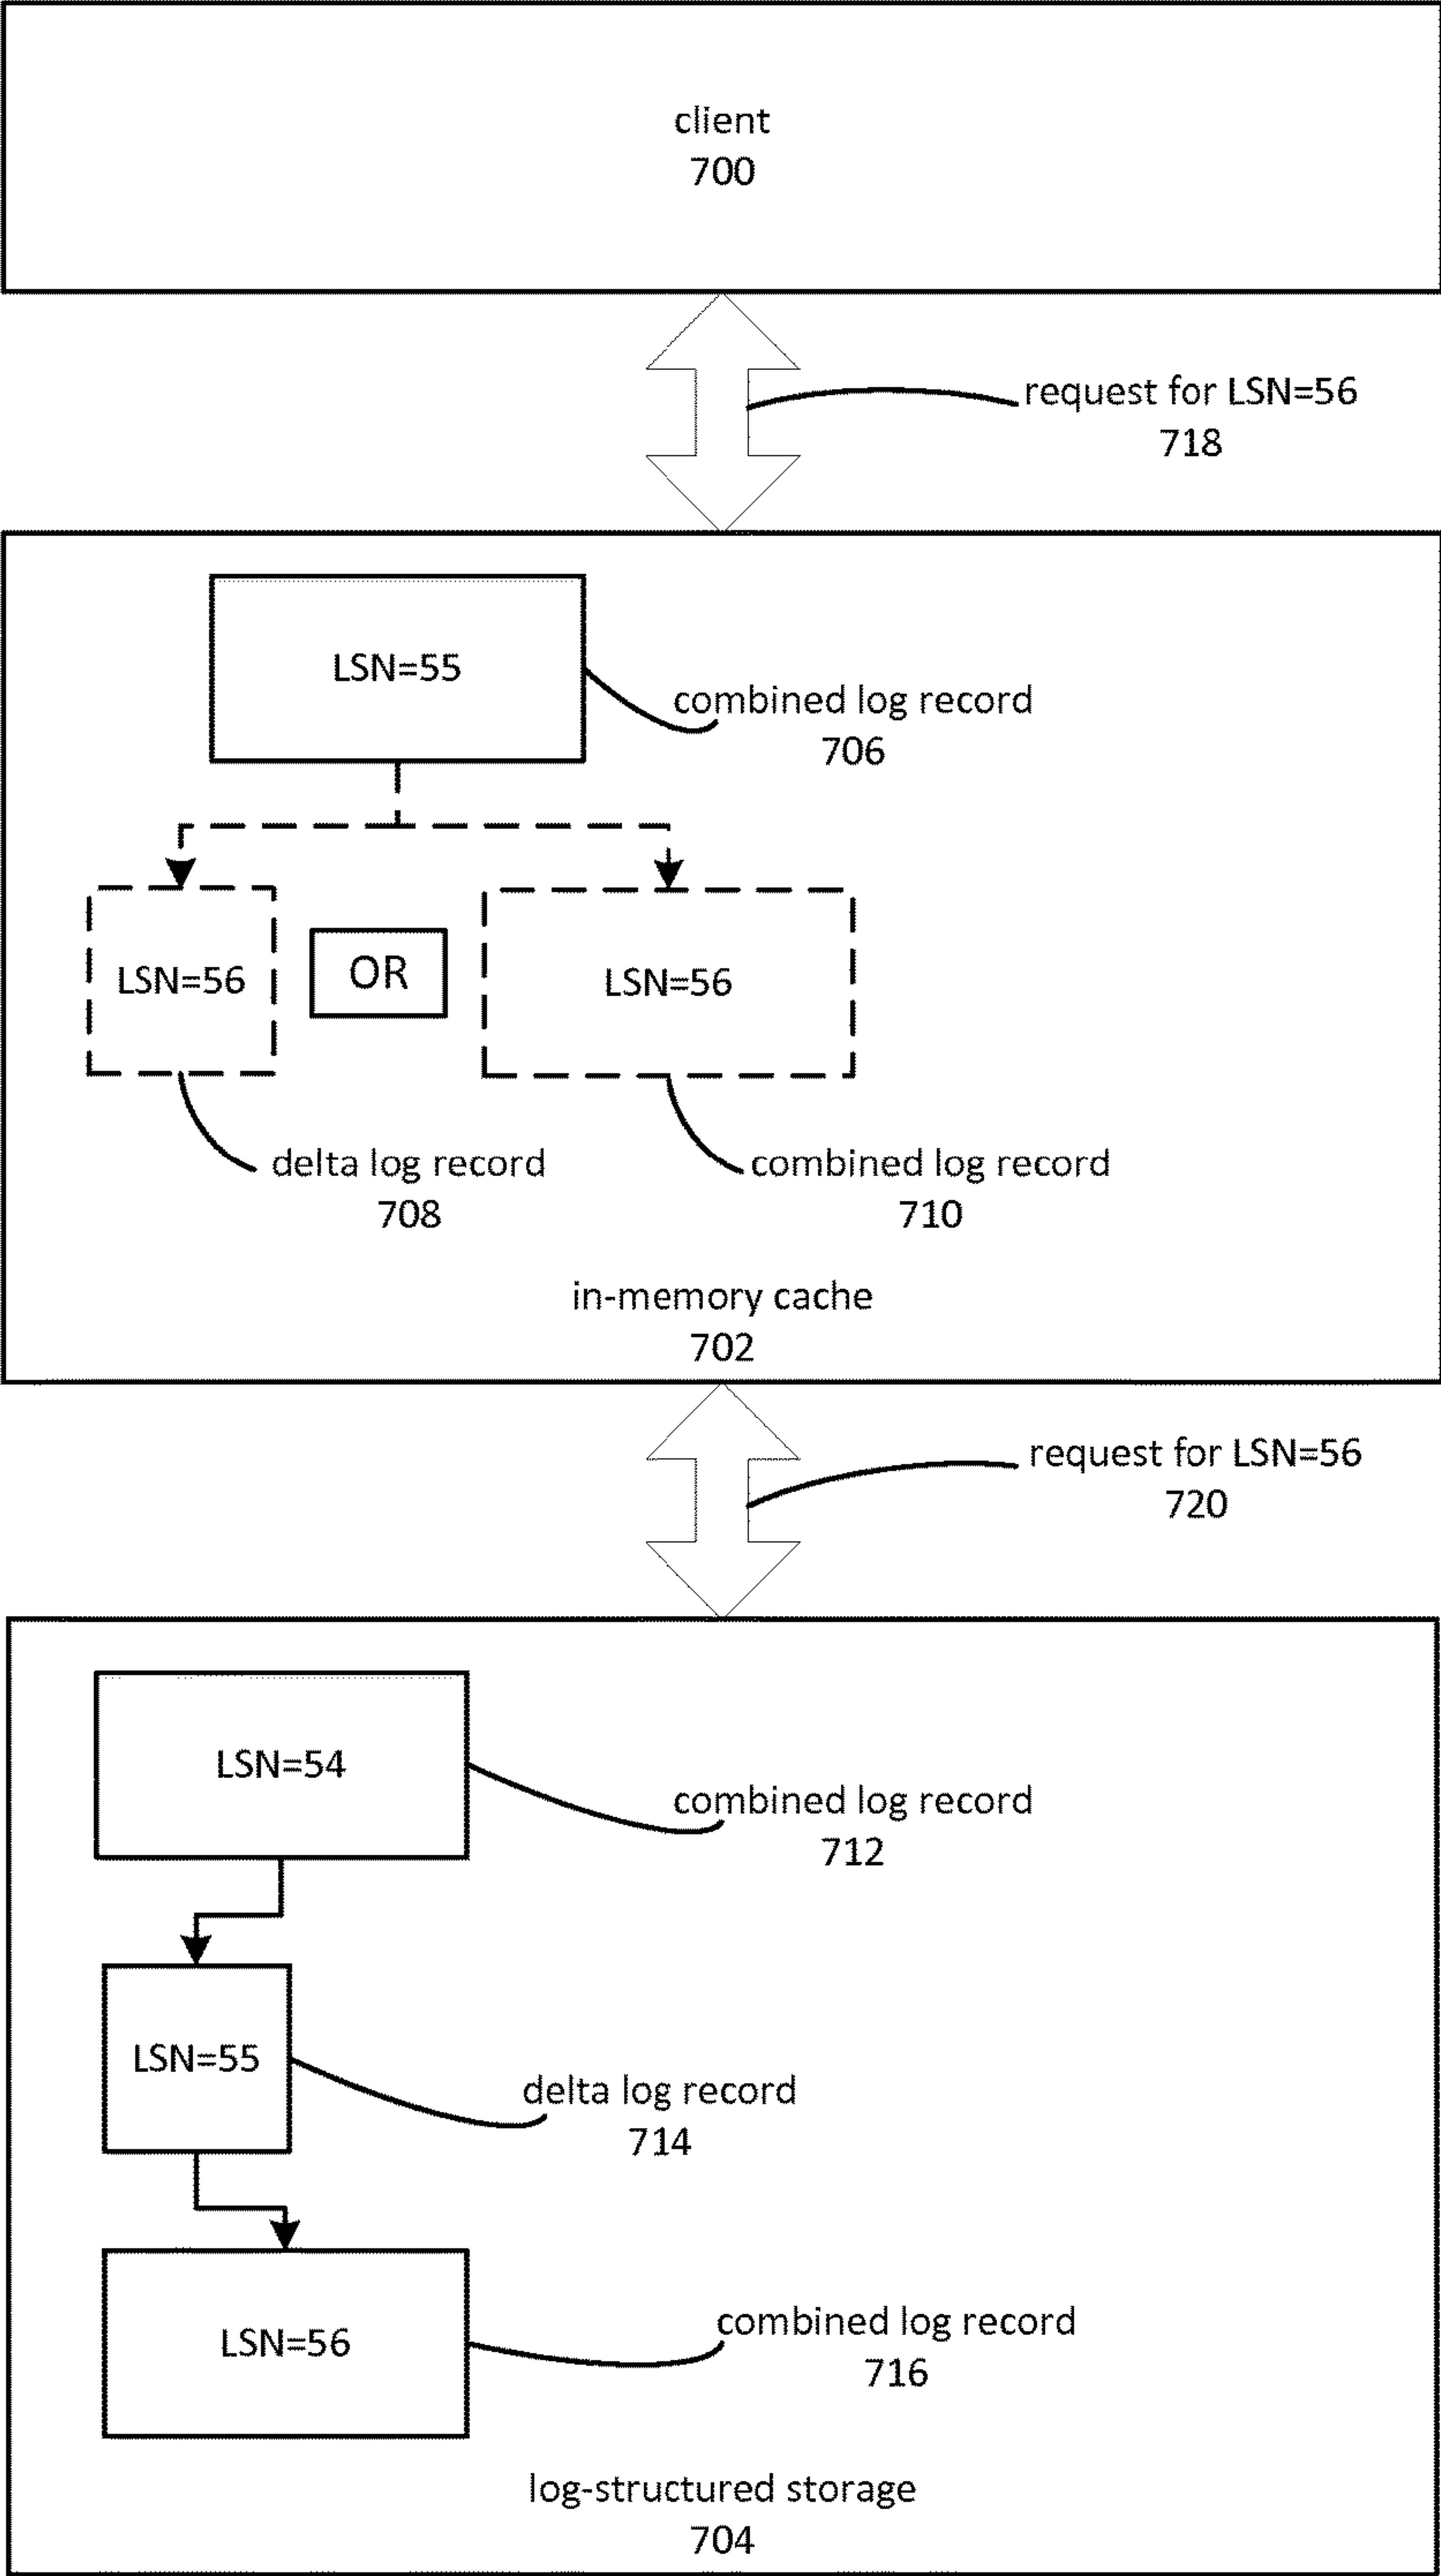 client
700
request for LSN=56
718
LSN=55
combined log record
706
LSN=56
OR
LSN=56
delta log record
708
combined log record
710
in-memory cache
702
request for LSN=56
720
LSN=54
combined log record
712
LSN=55
delta log record
714
LSN=56
combined log record
716
log-structured storage
704